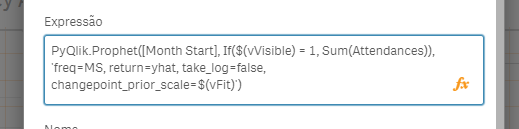 Expressão
PyQlik.Prophet([Month Start], If($(vVisible) = 1, Sum(Attendances)),
'freq=MS, return=yhat, take_log=false,
changepoint_prior_scale=$(vFit)')
fx